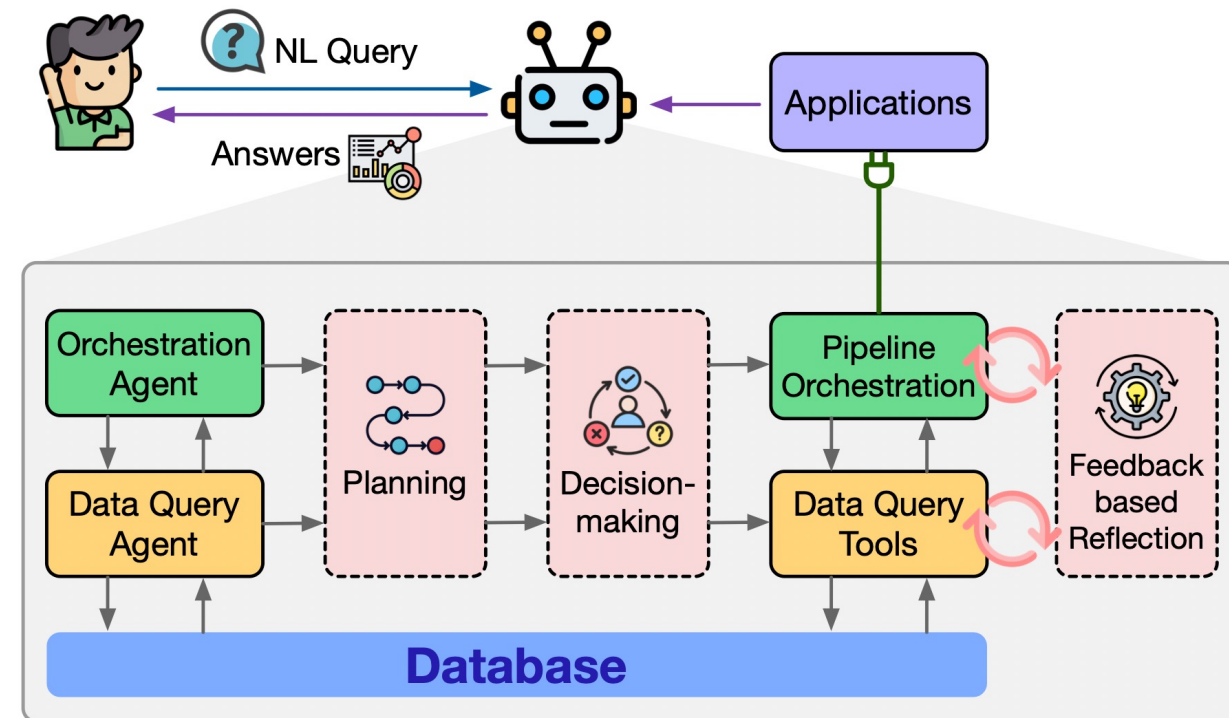 ?
NL Query
Answers
Applications
Orchestration
Agent
Planning
Decision-
making
?
Pipeline
Orchestration
Feedback
based
Reflection
Data Query
Agent
Data Query
Tools
Database